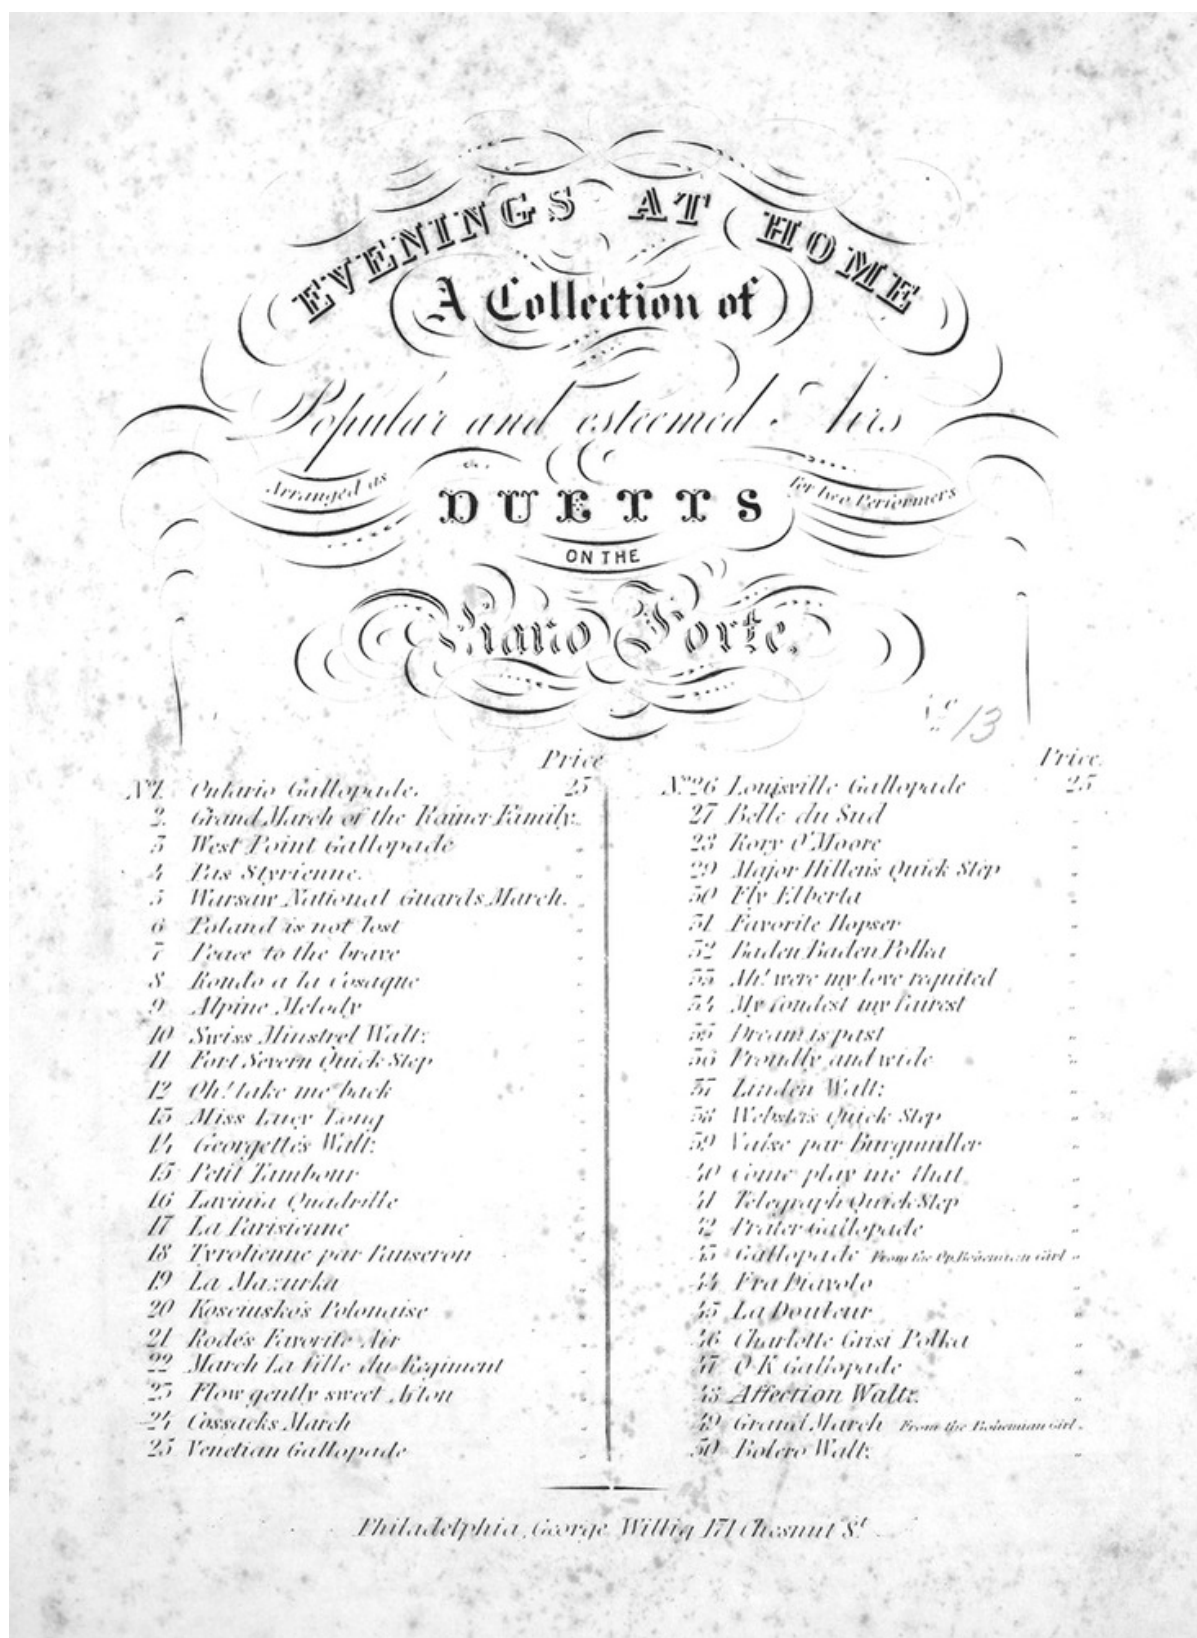 EVENINGS AT HOME
A Collection of
Popular and esteemed Airs
Arranged as
DUETTS
For two Performers
ON THE
Piano Forte.
No. 13
Price
No. 1. Ontario Gallopade. 25
2. Grand March of the Rainer Family. "
3 West Point Gallopade "
4 Pas Styrienne. "
5 Warsaw National Guards March. "
6 Poland is not lost "
7 Peace to the brave "
8 Rondo a la Cosaque "
9 Alpine Melody "
10 Swiss Minstrel Waltz "
11 Fort Severn Quick Step "
12 Oh! take me back "
13 Miss Lucy Long "
14 Georgette's Waltz "
15 Petit Tambour "
16 Lavinia Quadrille "
17 La Parisienne "
18 Tyrolienne par Panseron "
19 La Mazurka "
20 Kosciusko's Polonaise "
21 Rode's Favorite Air "
22 March La fille du Regiment "
23 Flow gently sweet Afton "
24 Cossacks March "
25 Venetian Gallopade "
Price.
No. 26 Louisville Gallopade 25
27 Belle du Sud "
28 Rory O'Moore "
29 Major Hillen's Quick Step "
30 Fly Elberta "
31 Favorite Hopser "
32 Baden Baden Polka "
33 Ah! were my love requited "
34 My fondest my fairest "
35 Dream is past "
36 Proudly and wide "
37 Linden Waltz "
38 Webster's Quick Step "
39 Valse par Burgmuller "
40 Come play me that "
41 Telegraph Quick Step "
42 Prater Gallopade "
43 Gallopade From the Op. Bohemian Girl "
44 Fra Diavolo "
45 La Douleur "
46 Charlotte Grisi Polka "
47 O K Gallopade "
48 Affection Waltz. "
49 Grand March From the Bohemian Girl. "
50 Bolero Waltz "
Philadelphia, George Willig 171 Chesnut St.